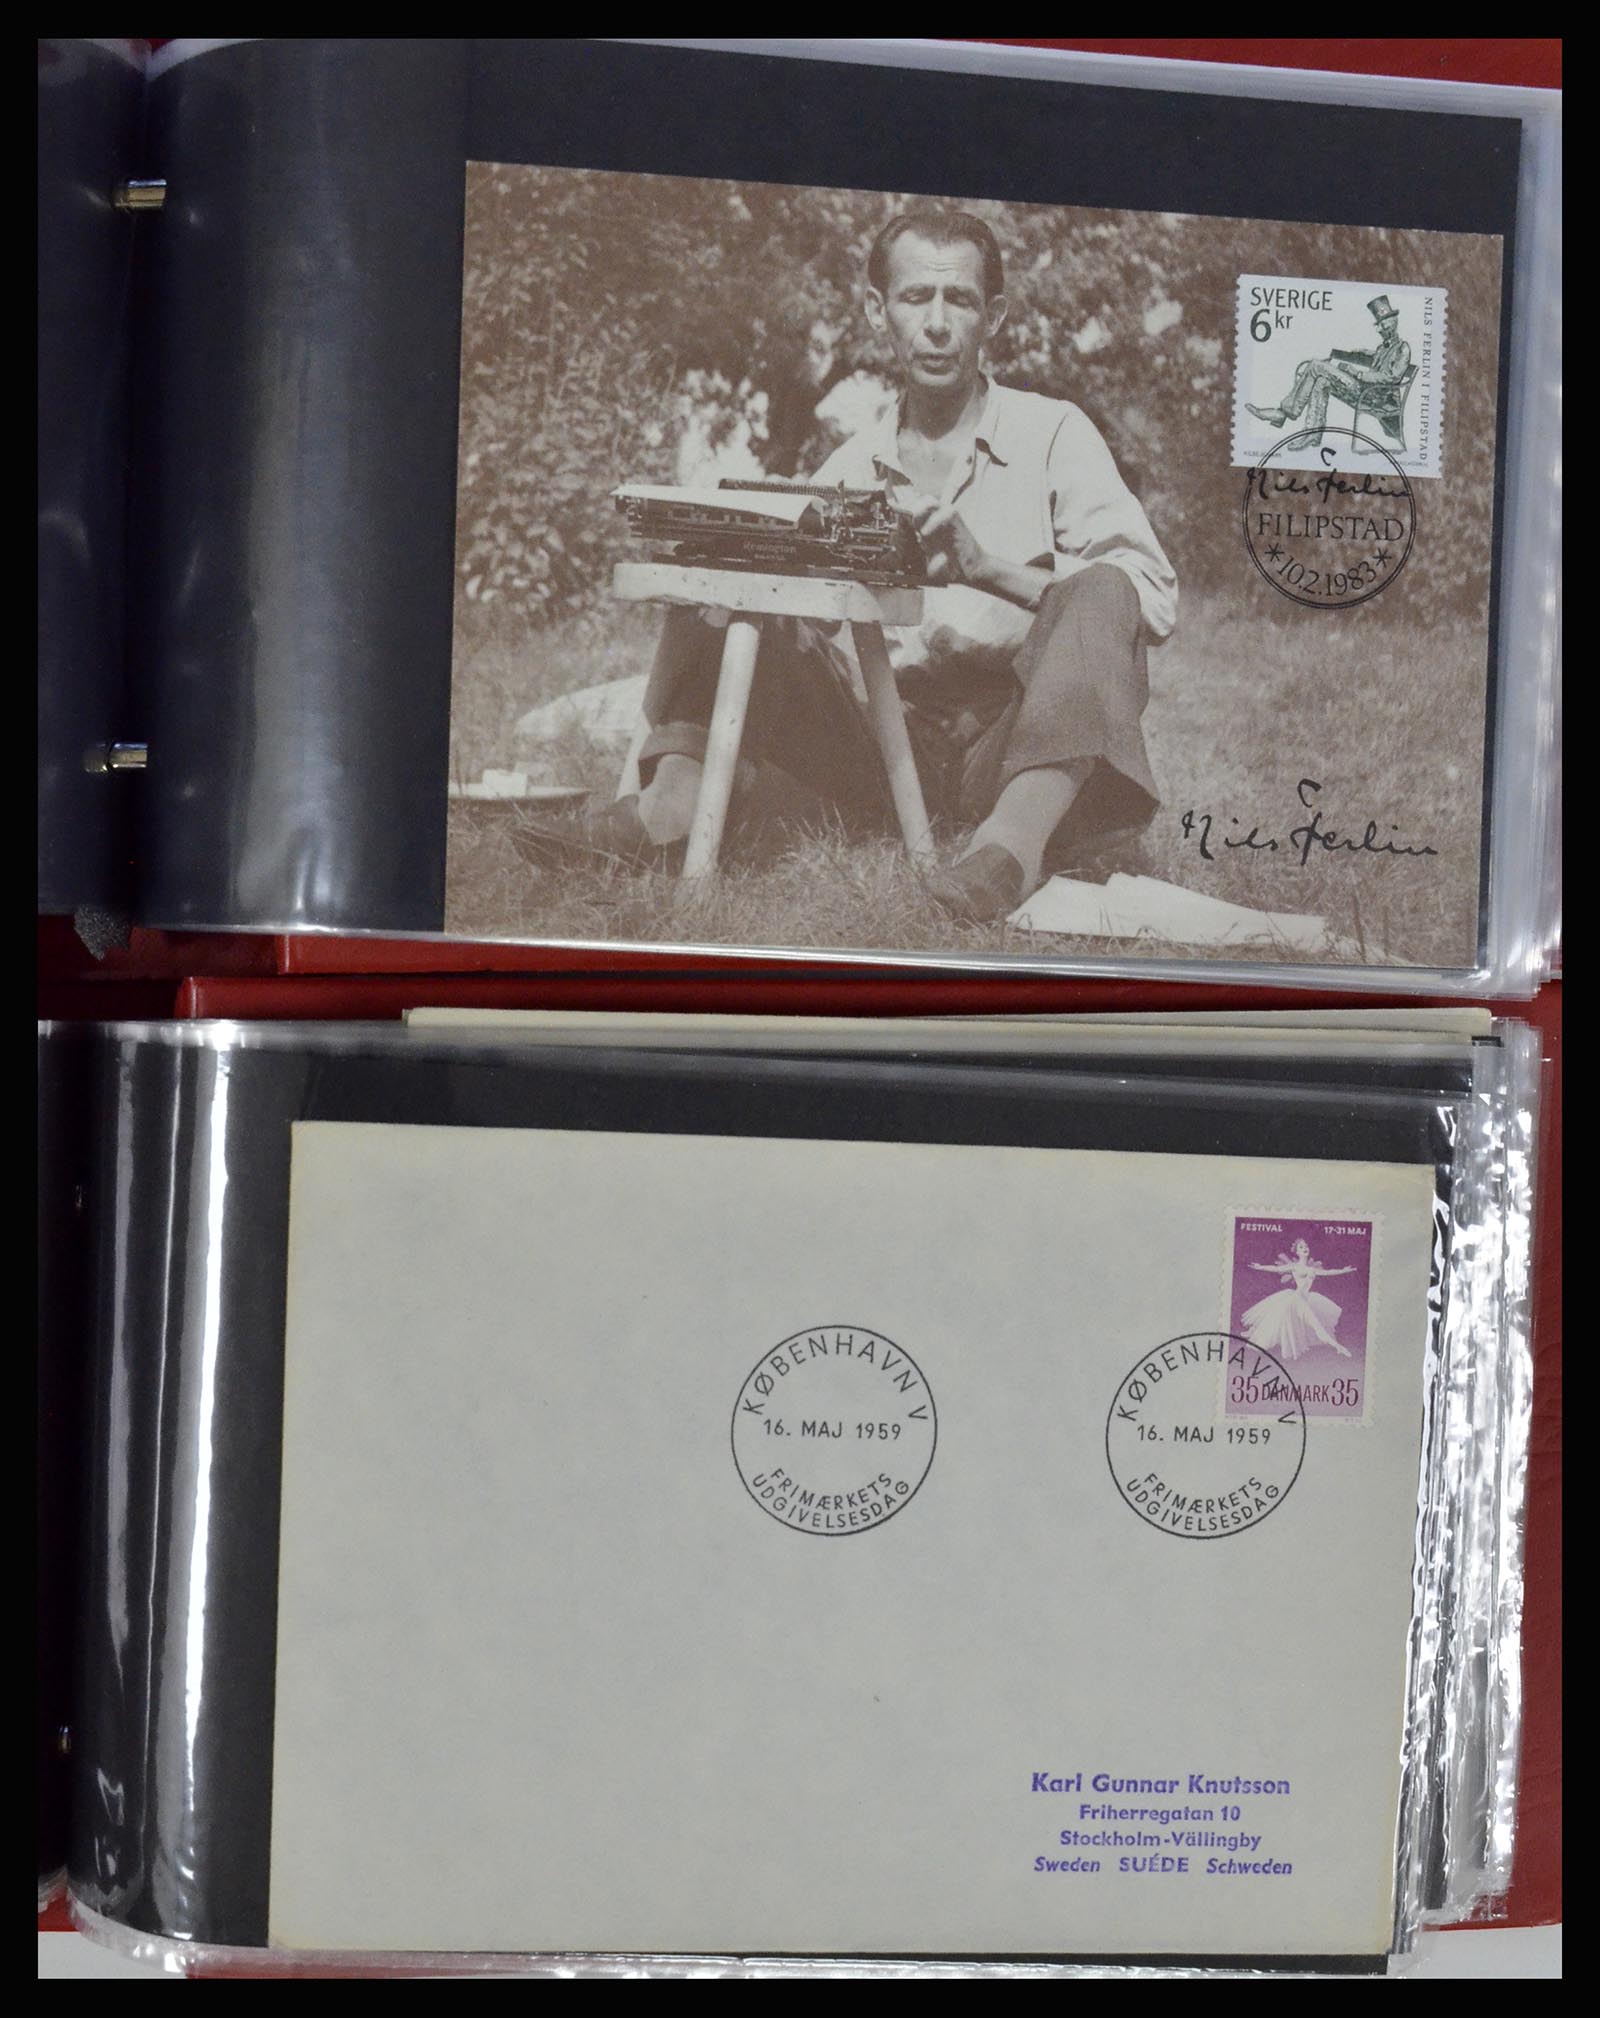 SVERIGE
6kr
NILS FERLIN I FILIPSTAD
Nils Ferlin
FILIPSTAD
*10.2.1983*
Remington
Nils Ferlin
FESTIVAL 17-31 MAJ
35 DANMARK 35
KØBENHAVN V
16. MAJ 1959
FRIMÆRKETS
UDGIVELSESDAG
KØBENHAVN V
16. MAJ 1959
FRIMÆRKETS
UDGIVELSESDAG
Karl Gunnar Knutsson
Friherregatan 10
Stockholm-Vällingby
Sweden SUÉDE Schweden